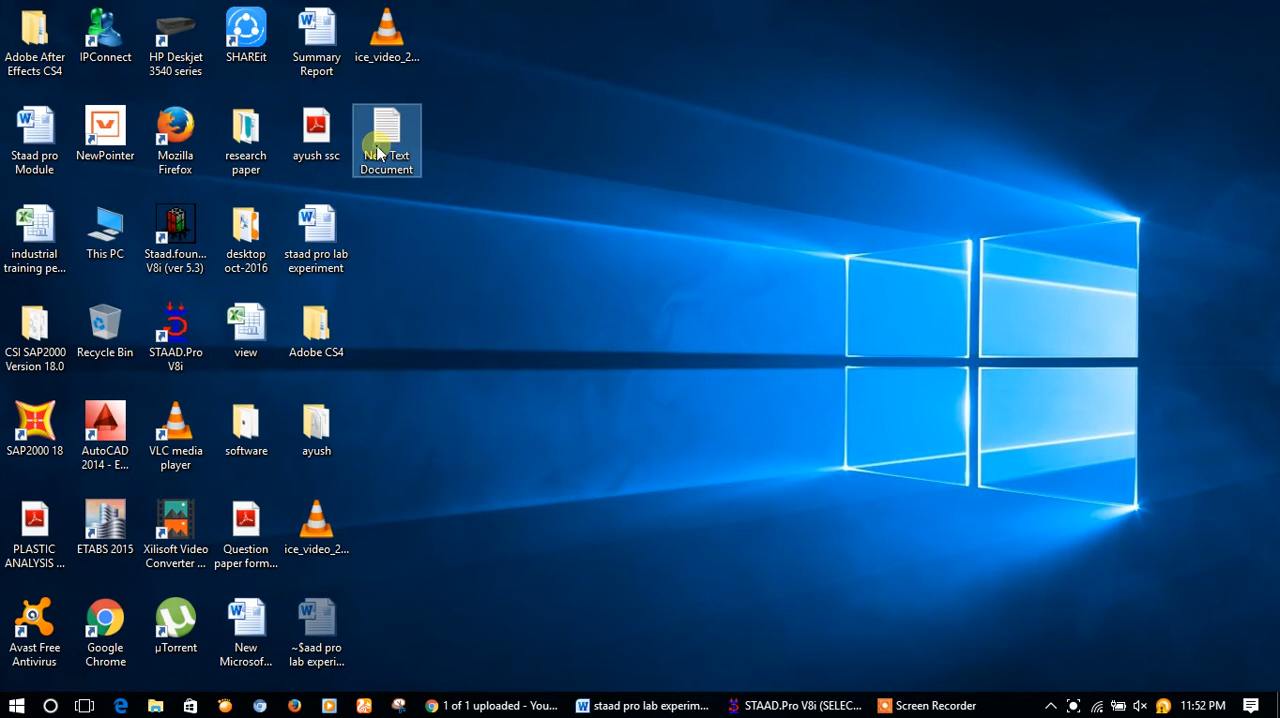 Adobe After
Effects CS4
IPConnect
HP Deskjet
3540 series
SHAREit
Summary
Report
ice_video_2...
Staad pro
Module
NewPointer
Mozilla
Firefox
research
paper
ayush ssc
New Text
Document
industrial
training pe...
This PC
Staad.foun...
V8i (ver 5.3)
desktop
oct-2016
staad pro lab
experiment
CSI SAP2000
Version 18.0
Recycle Bin
STAAD.Pro
V8i
view
Adobe CS4
SAP2000 18
AutoCAD
2014 - E...
VLC media
player
software
ayush
PLASTIC
ANALYSIS ...
ETABS 2015
Xilisoft Video
Converter ...
Question
paper form...
ice_video_2...
Avast Free
Antivirus
Google
Chrome
µTorrent
New
Microsof...
~$aad pro
lab experi...
1 of 1 uploaded - You...
staad pro lab experim...
STAAD.Pro V8i (SELEC...
Screen Recorder
11:52 PM